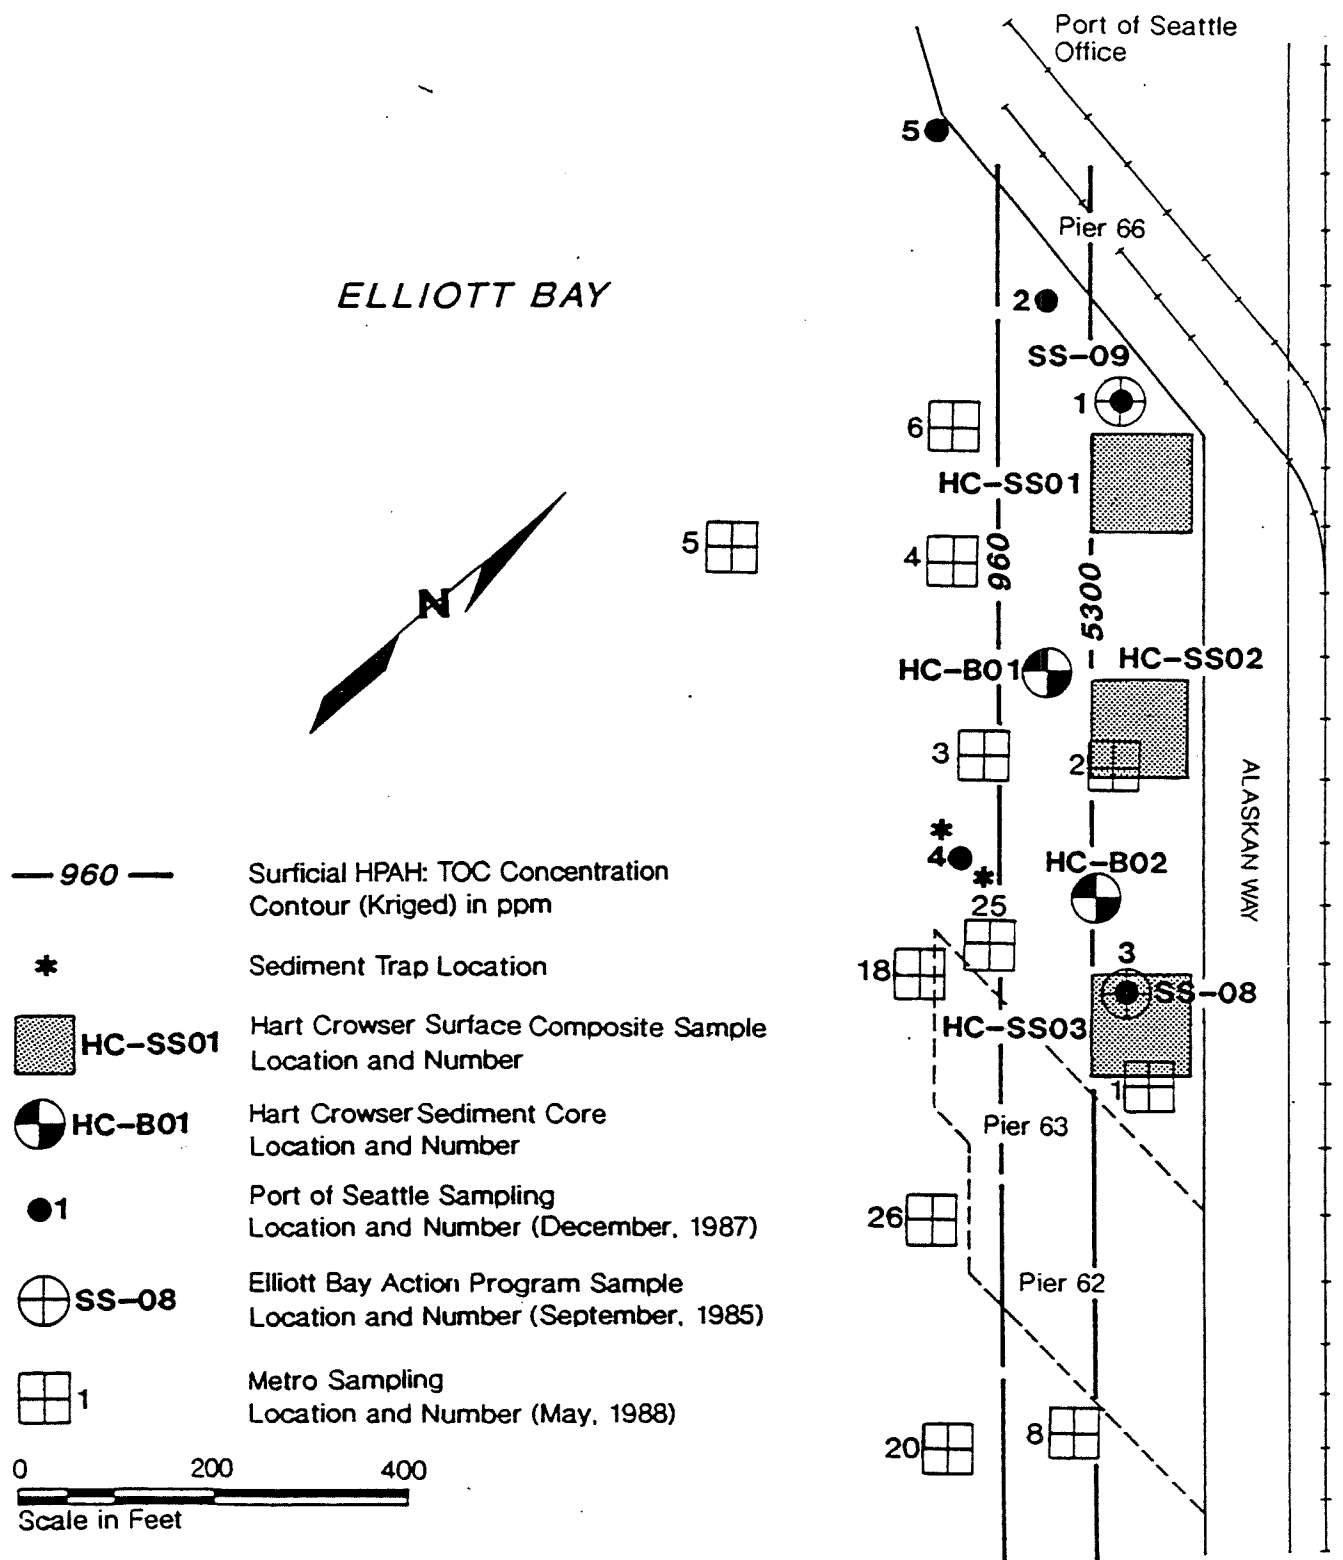 Port of Seattle
Office
5
Pier 66
ELLIOTT BAY
2
SS-09
1
6
HC-SS01
5
4
960
5300
N
HC-B01
HC-SS02
3
2
ALASKAN WAY
*
4
*
HC-B02
25
3
18
SS-08
HC-SS03
1
Pier 63
26
Pier 62
20
8
960
Surficial HPAH: TOC Concentration
Contour (Kriged) in ppm
* Sediment Trap Location
HC-SS01
Hart Crowser Surface Composite Sample
Location and Number
HC-B01
Hart Crowser Sediment Core
Location and Number
1
Port of Seattle Sampling
Location and Number (December, 1987)
SS-08
Elliott Bay Action Program Sample
Location and Number (September, 1985)
1
Metro Sampling
Location and Number (May, 1988)
0 200 400
Scale in Feet